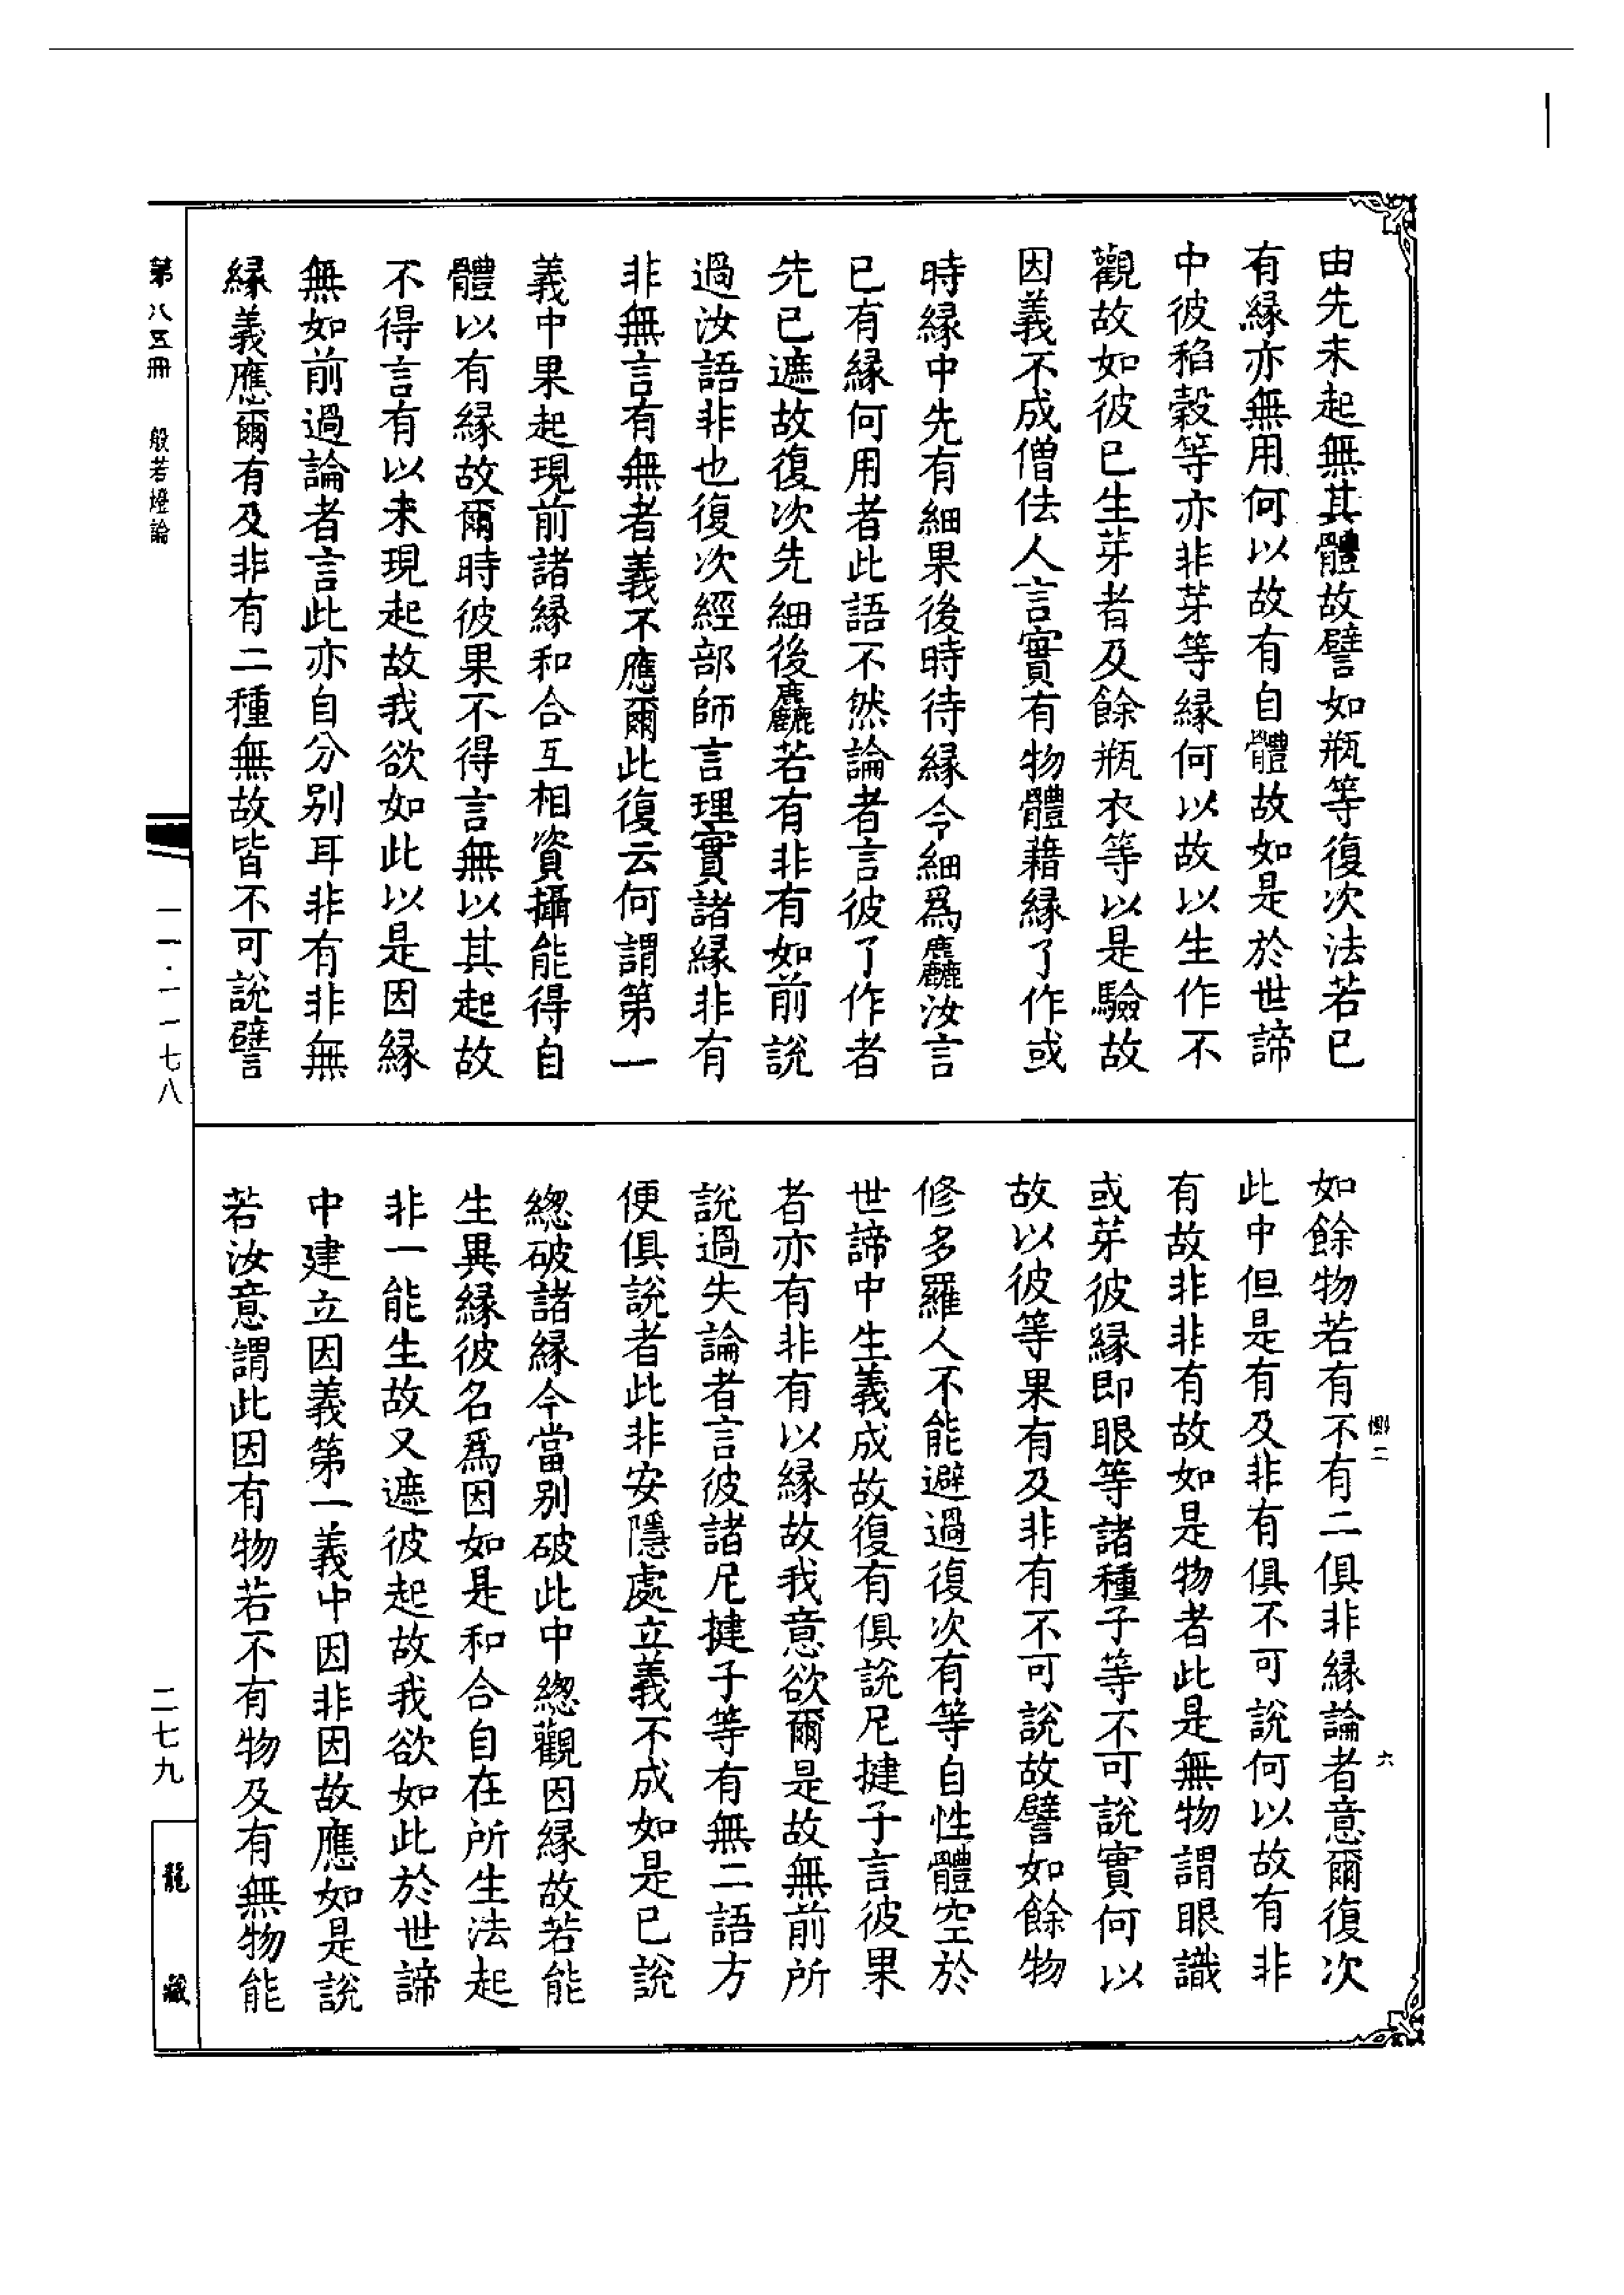 由先未起無其體故譬如瓶等復次法若已
有緣亦無用何以故有自體故如是於世諦
中彼稻穀等亦非芽等緣何以故以生作不
觀故如彼已生芽者及餘瓶衣等以是驗故
因義不成僧佉人言實有物體藉緣了作或
時緣中先有細果後時待緣令細爲麤汝言
已有緣何用者此語不然論者言彼了作者
先已遮故復次先細後麤若有非有如前說
過汝語非也復次經部師言理實諸緣非有
非無言有無者義不應爾此復云何謂第一
義中果起現前諸緣和合互相資攝能得自
體以有緣故爾時彼果不得言無以其起故
不得言有以未現起故我欲如此以是因緣
無如前過論者言此亦自分别耳非有非無
緣義應爾有及非有二種無故皆不可說譬
如餘物若有不有二俱非緣論者意爾復次
此中但是有及非有俱不可說何以故有非
有故非非有故如是物者此是無物謂眼識
或芽彼緣即眼等諸種子等不可說實何以
故以彼等果有及非有不可說故譬如餘物
修多羅人不能避過復次有等自性體空於
世諦中生義成故復有俱說尼揵子言彼果
者亦有非有以緣故我意欲爾是故無前所
說過失論者言彼諸尼揵子等有無二語方
便俱說者此非安隱處立義不成如是已說
總破諸緣今當别破此中總觀因緣故若能
生異緣彼名爲因如是和合自在所生法起
非一能生故又遮彼起故我欲如此於世諦
中建立因義第一義中因非因故應如是說
若汝意謂此因有物若不有物及有無物能
二
六
第八五冊 般若燈論
一一·一一七八
二七九
龍藏